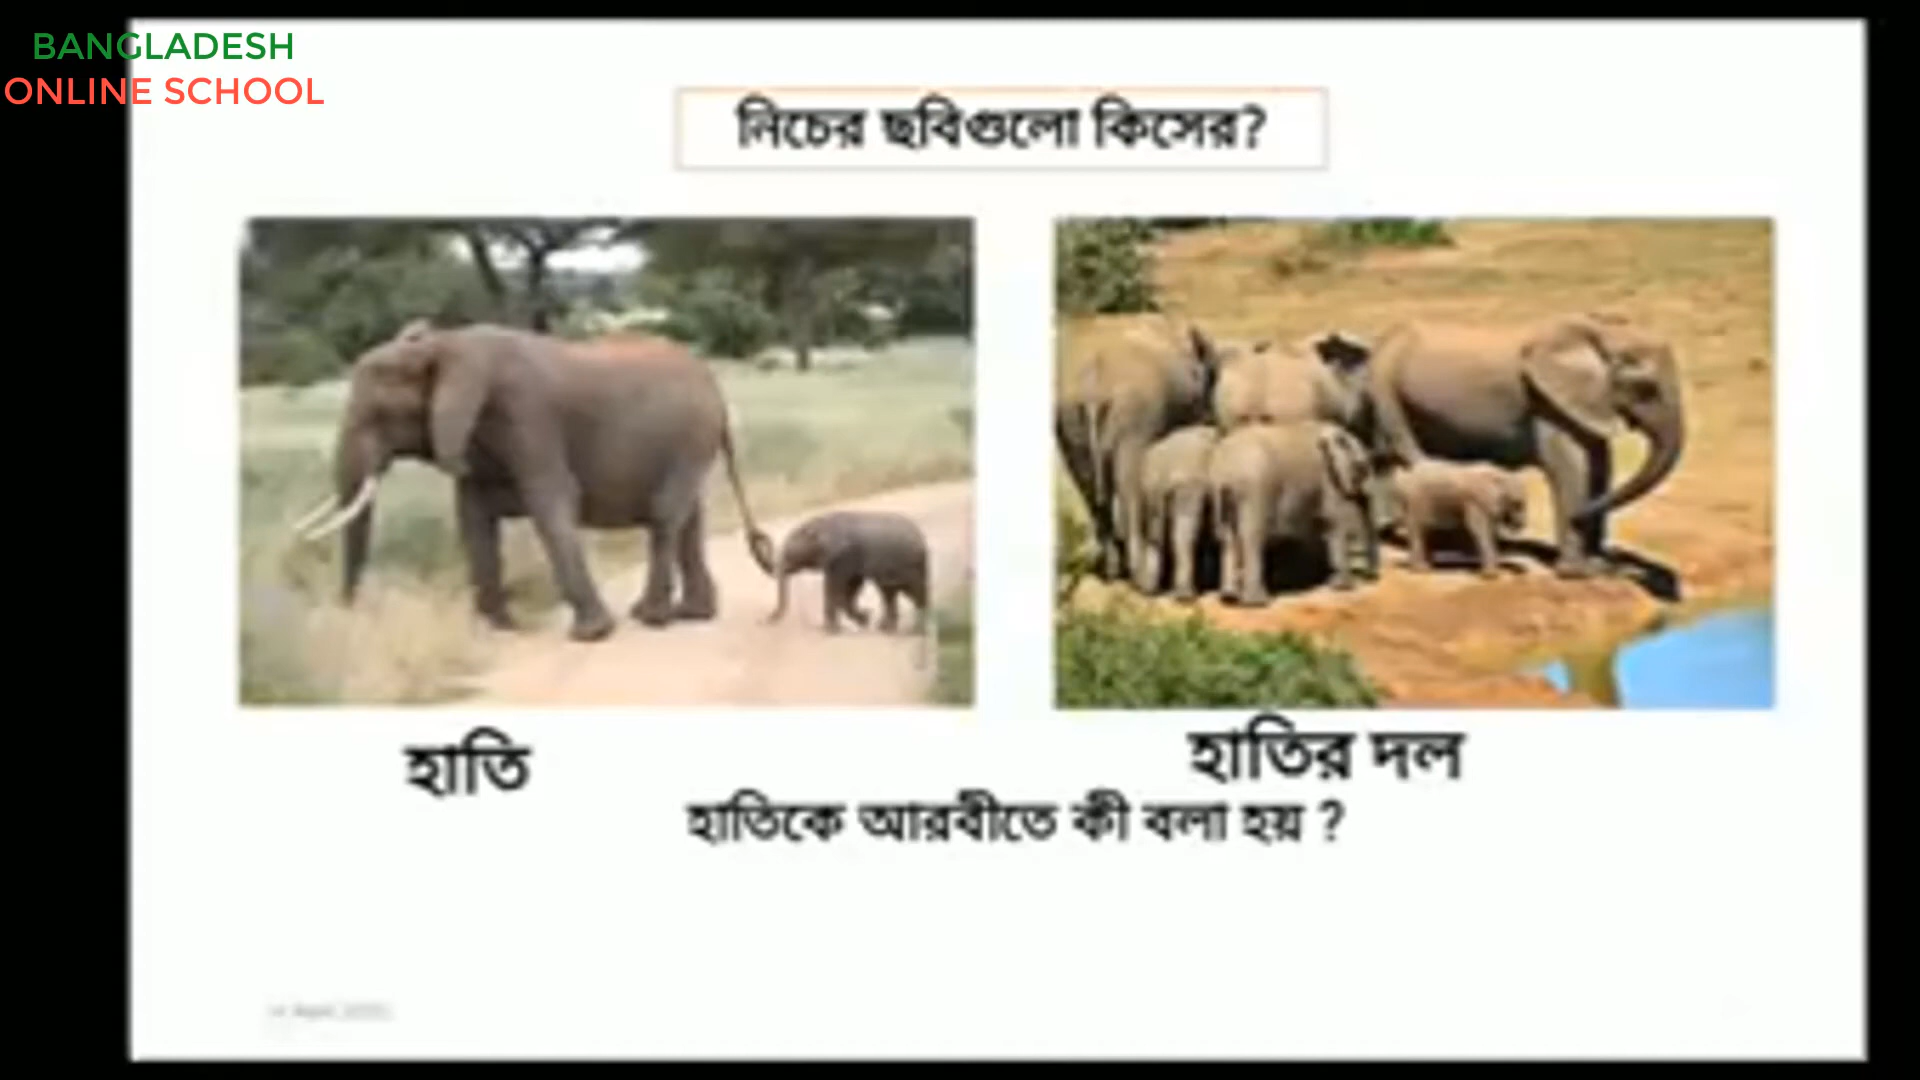 BANGLADESH
ONLINE SCHOOL
নিচের ছবিগুলো কিসের?
হাতি
হাতির দল
হাতিকে আরবীতে কী বলা হয় ?